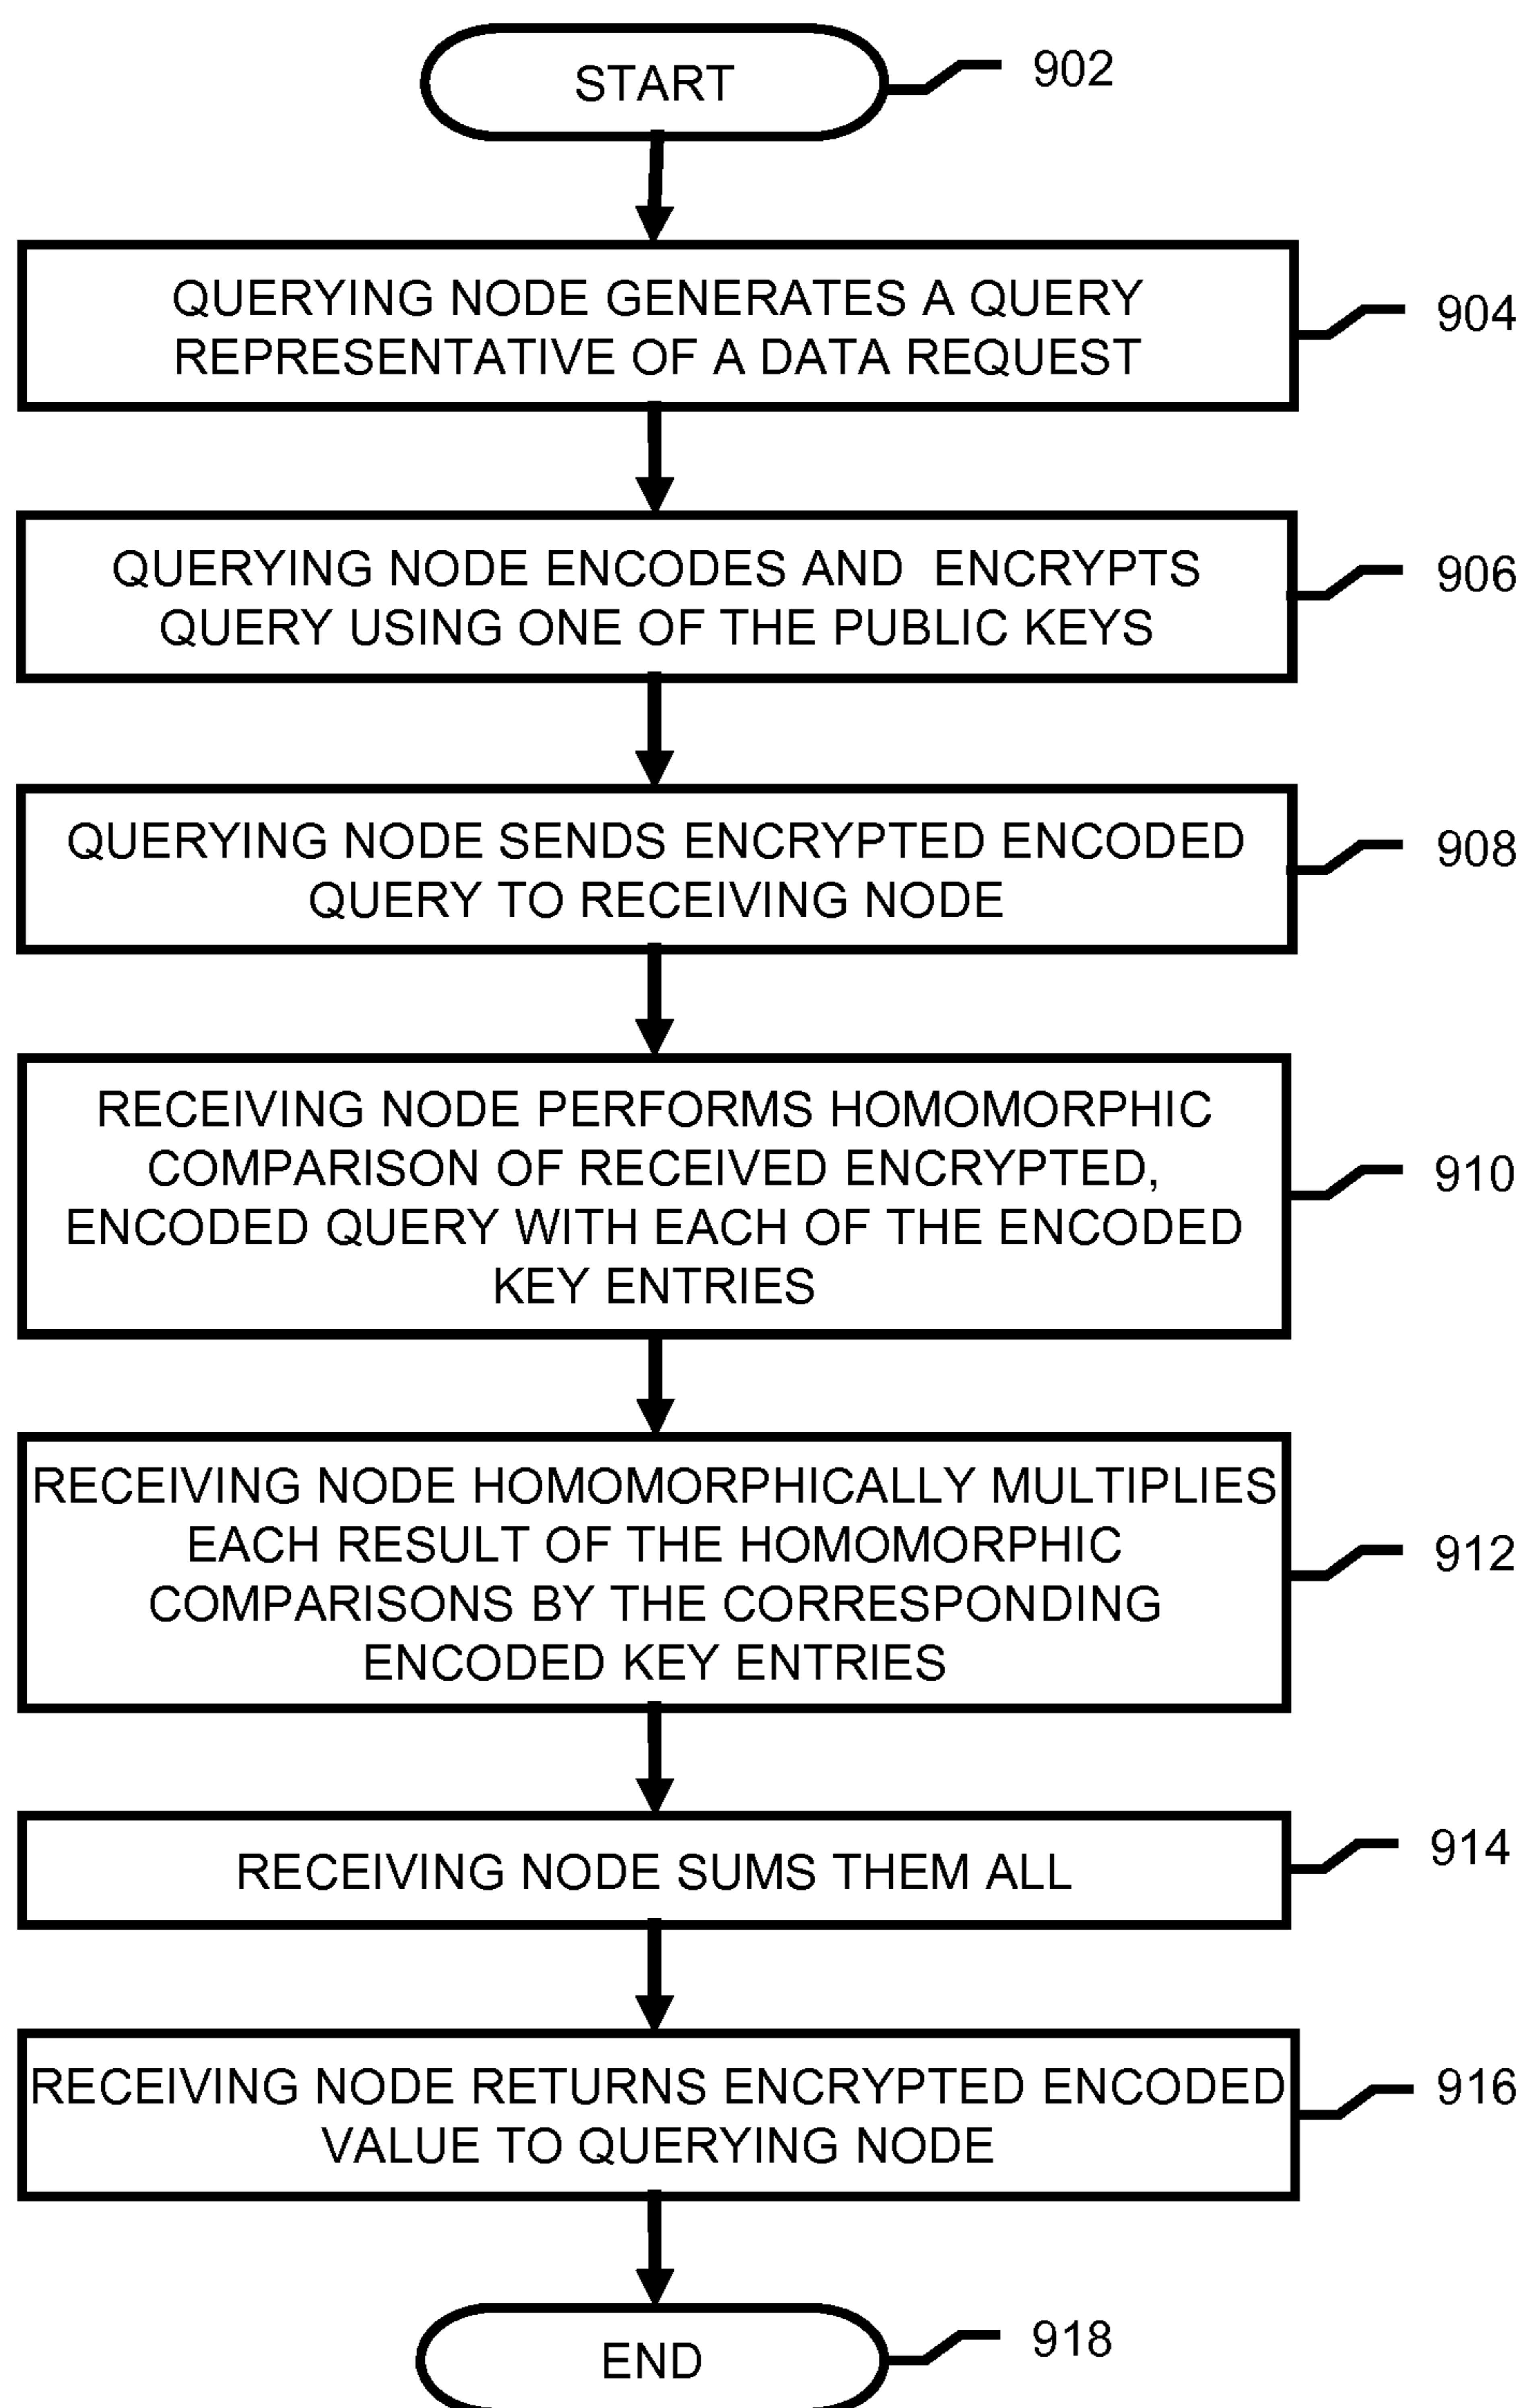 START
902
QUERYING NODE GENERATES A QUERY
REPRESENTATIVE OF A DATA REQUEST
904
QUERYING NODE ENCODES AND ENCRYPTS
QUERY USING ONE OF THE PUBLIC KEYS
906
QUERYING NODE SENDS ENCRYPTED ENCODED
QUERY TO RECEIVING NODE
908
RECEIVING NODE PERFORMS HOMOMORPHIC
COMPARISON OF RECEIVED ENCRYPTED,
ENCODED QUERY WITH EACH OF THE ENCODED
KEY ENTRIES
910
RECEIVING NODE HOMOMORPHICALLY MULTIPLIES
EACH RESULT OF THE HOMOMORPHIC
COMPARISONS BY THE CORRESPONDING
ENCODED KEY ENTRIES
912
RECEIVING NODE SUMS THEM ALL
914
RECEIVING NODE RETURNS ENCRYPTED ENCODED
VALUE TO QUERYING NODE
916
END
918